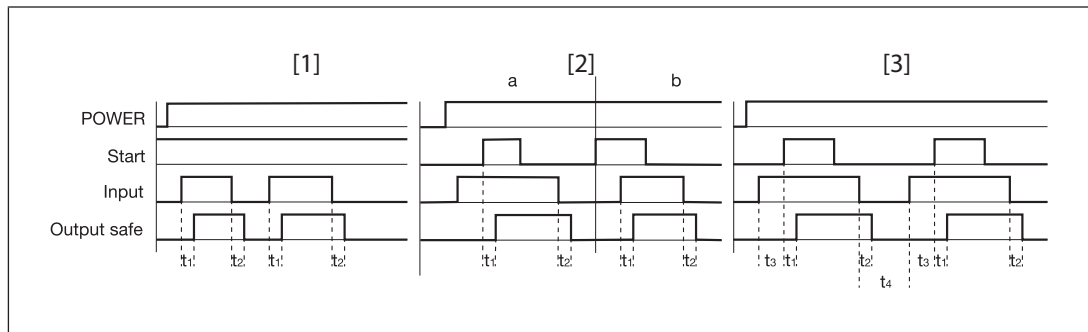 [1] [2] [3]
a b
POWER
Start
Input
Output safe
t1 t2 t1 t2 t1 t2 t1 t2 t3 t1 t2 t3 t1 t2
t4